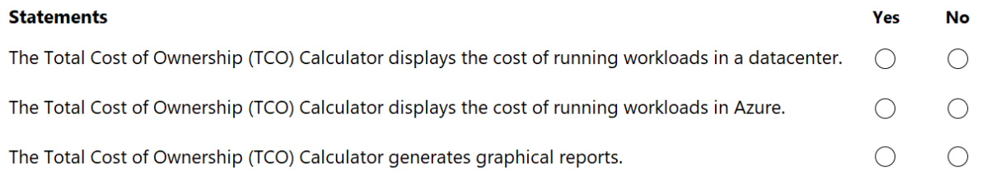 Statements Yes No
The Total Cost of Ownership (TCO) Calculator displays the cost of running workloads in a datacenter.
The Total Cost of Ownership (TCO) Calculator displays the cost of running workloads in Azure.
The Total Cost of Ownership (TCO) Calculator generates graphical reports.